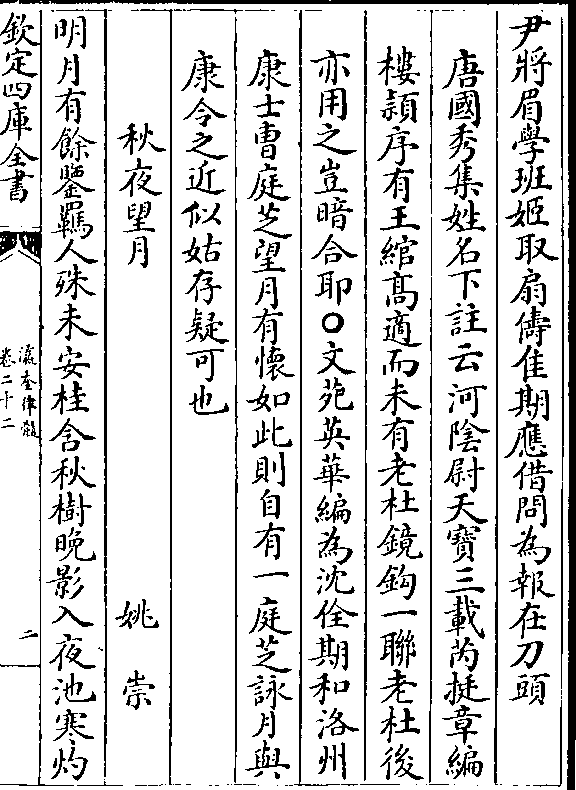 尹將眉學班姬取扇儔佳期應借問為報在刀頭
唐國秀集姓名下註云河陰尉天寶三載芮挺章編
樓頴序有王綰髙適而未有老杜鏡鈎一聯老杜後
亦用之豈暗合耶○文苑英華編為沈佺期和洛州
康士曹庭芝望月有懷如此則自有一庭芝詠月與
康令之近似姑存疑可也
秋夜望月
姚崇
明月有餘鑒羈人殊未安桂含秋樹晚影入夜池寒灼
欽定四庫全書
瀛奎律髓
卷二十二
二